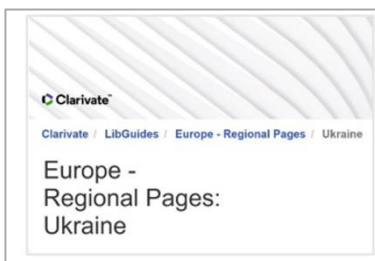 Clarivate™
Clarivate / LibGuides / Europe - Regional Pages / Ukraine
Europe -
Regional Pages:
Ukraine